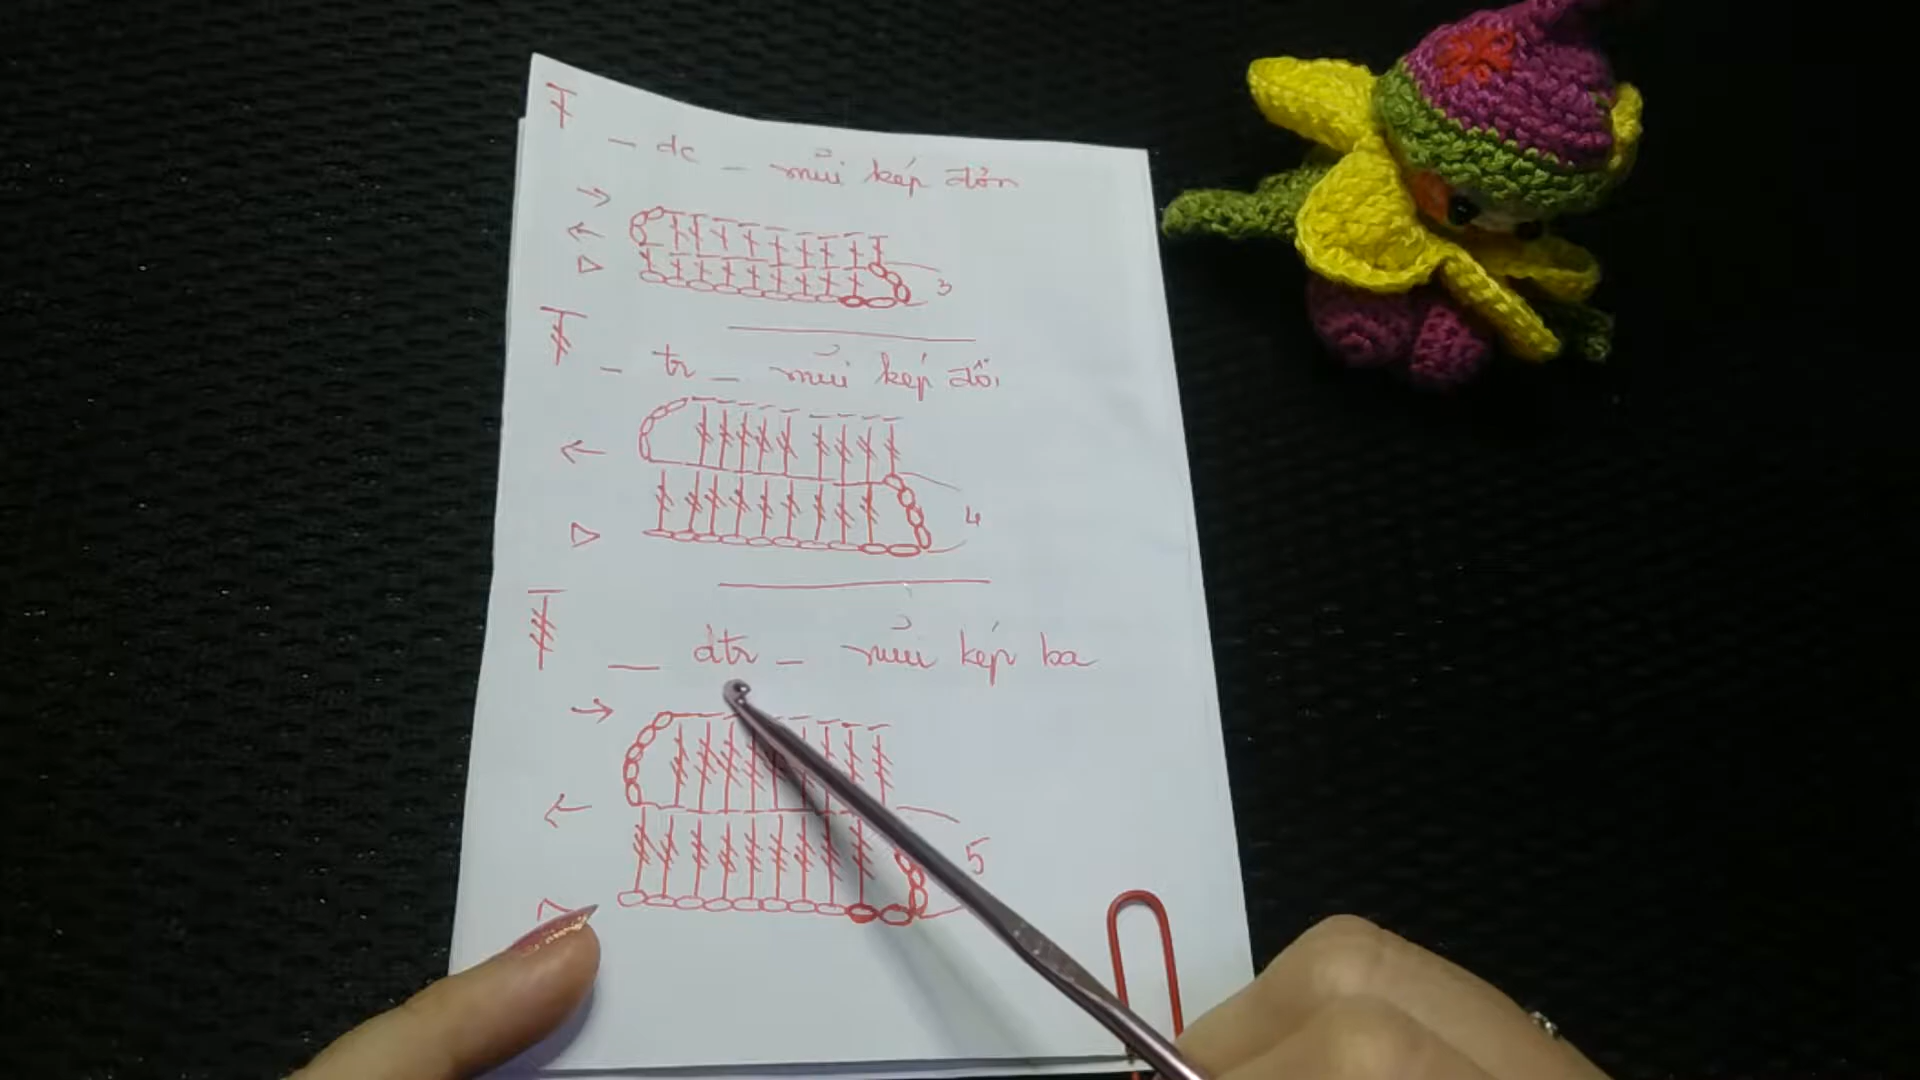 dc - mũi kép đơn
3
tr - mũi kép đôi
4
dtr - mũi kép ba
5